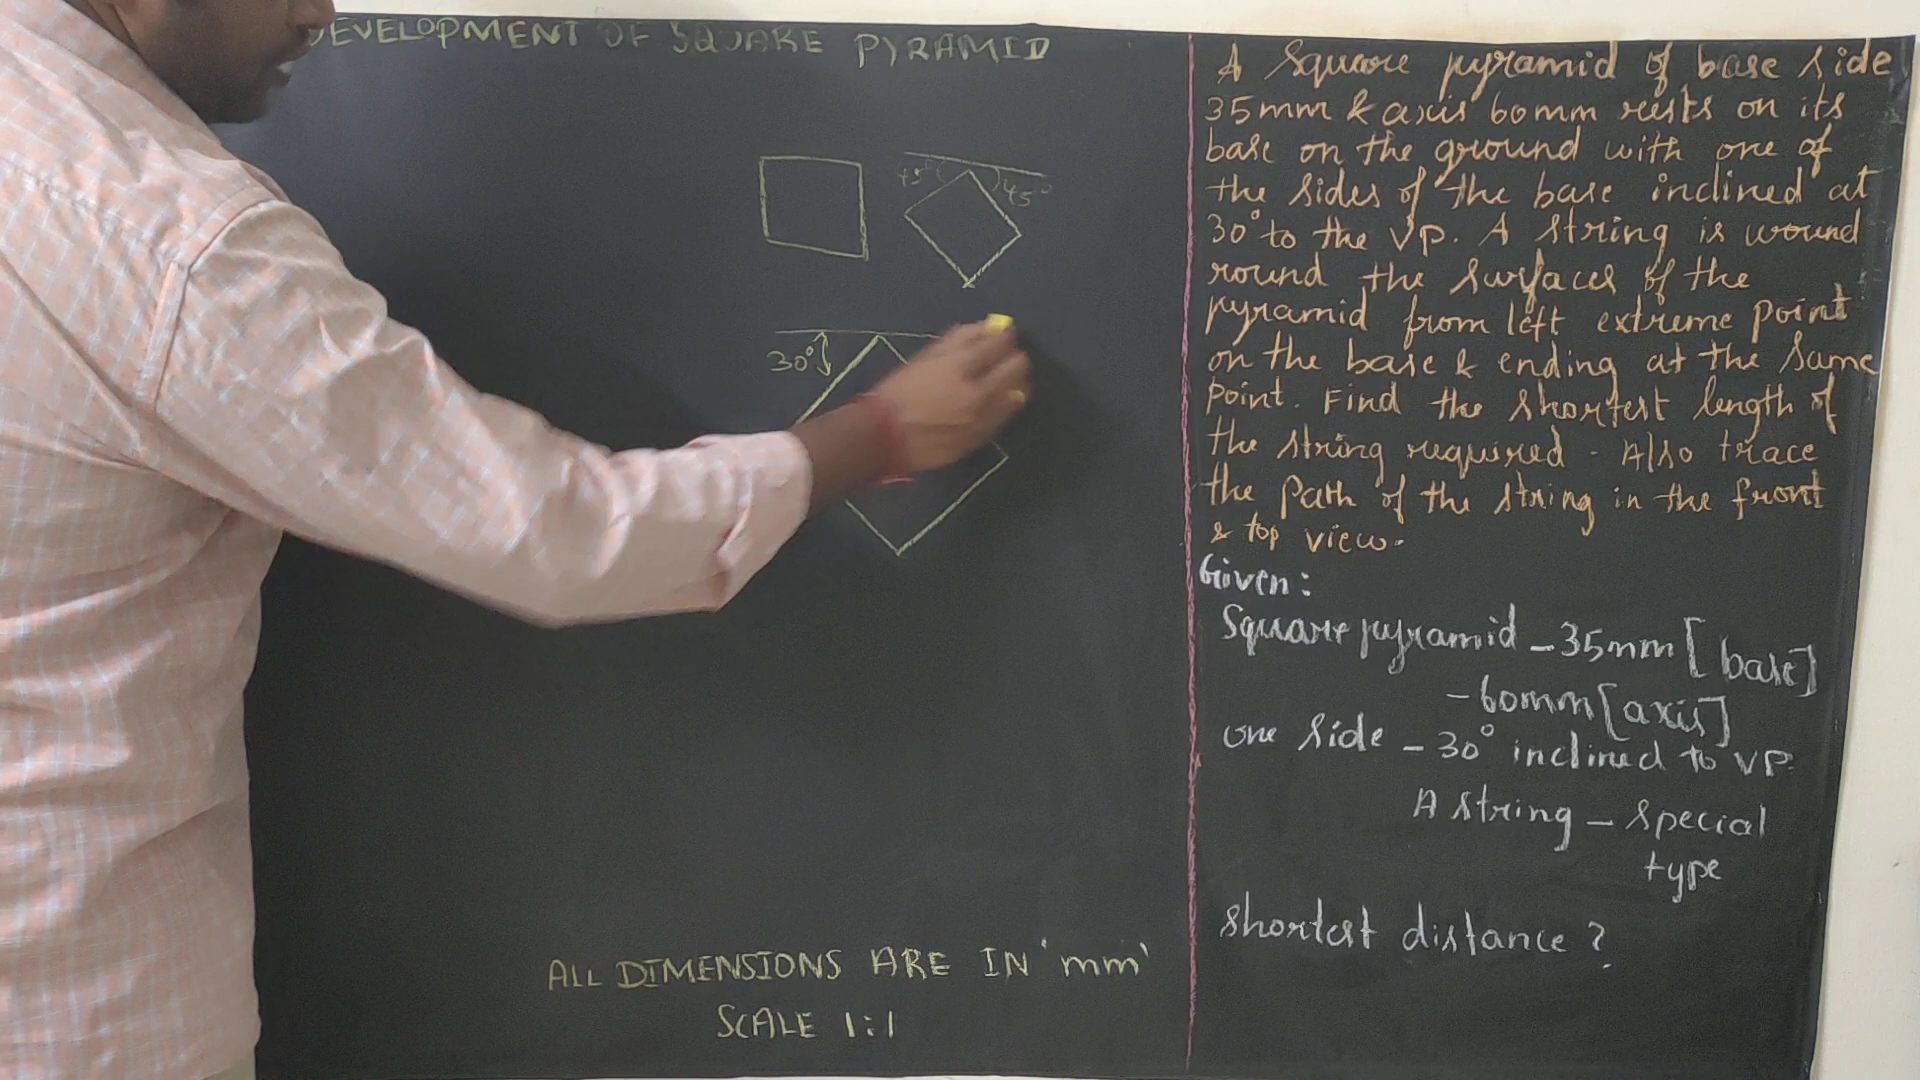 DEVELOPMENT OF SQUARE PYRAMID
45°
45°
30°
ALL DIMENSIONS ARE IN 'mm'
SCALE 1:1
A Square pyramid of base side
35mm & axis 60mm rests on its
base on the ground with one of
the sides of the base inclined at
30° to the VP. A string is wound
round the surfaces of the
pyramid from left extreme point
on the base & ending at the same
point. Find the shortest length of
the string required. Also trace
the path of the string in the front
& top view.
Given:
Square pyramid - 35mm [base]
- 60mm [axis]
one side - 30° inclined to VP.
A string - special
type
shortest distance?